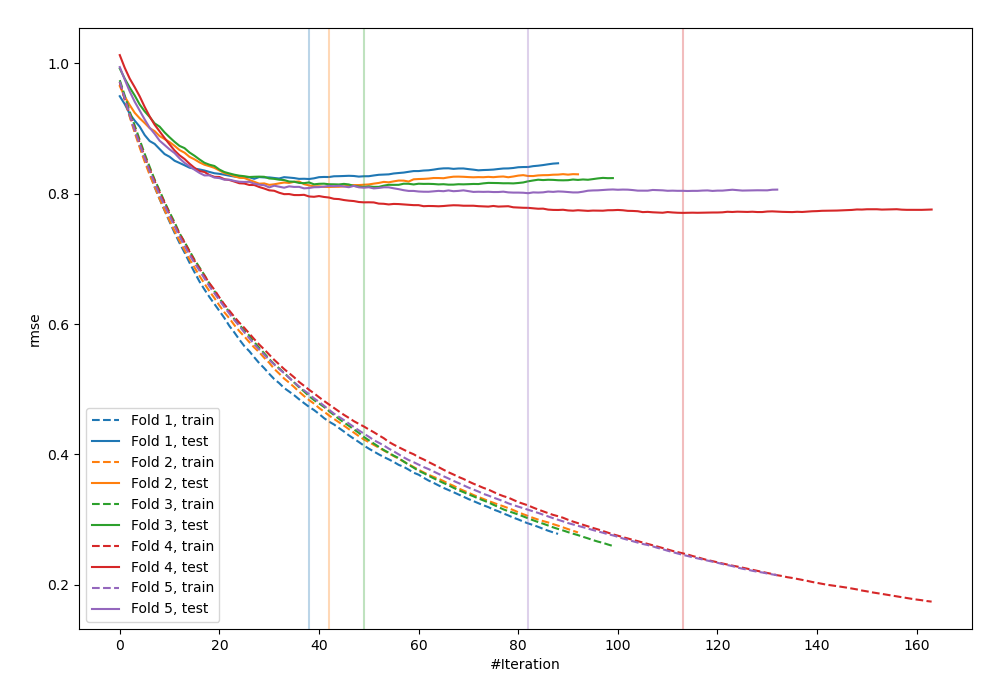 1.0
0.8
0.6
0.4
0.2
rmse
Fold 1, train
Fold 1, test
Fold 2, train
Fold 2, test
Fold 3, train
Fold 3, test
Fold 4, train
Fold 4, test
Fold 5, train
Fold 5, test
0 20 40 60 80 100 120 140 160
#Iteration